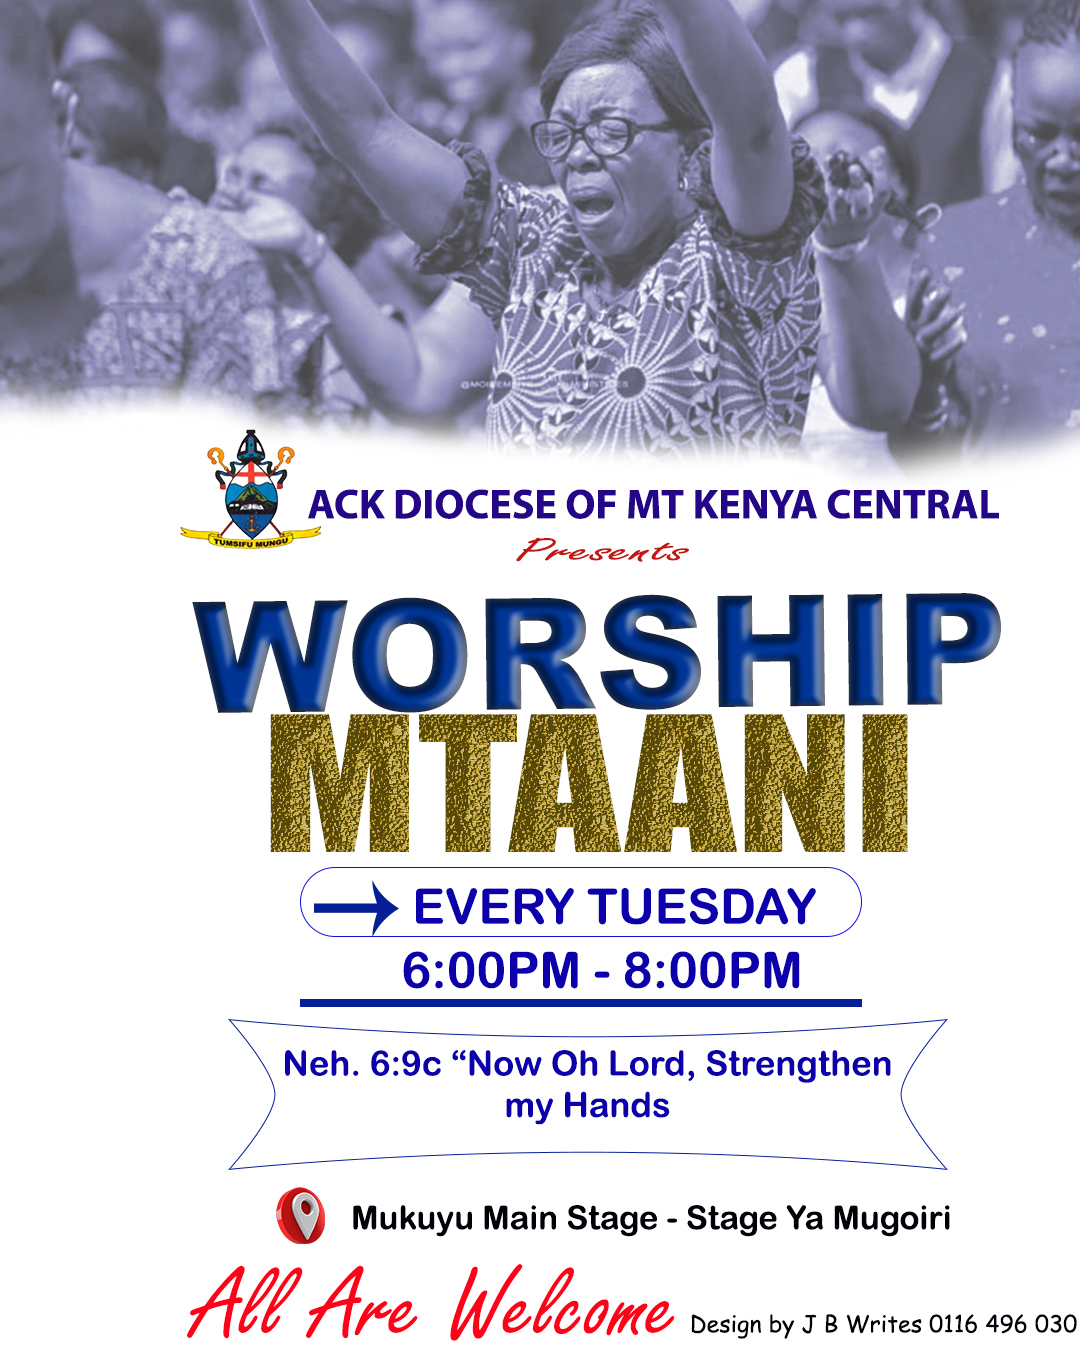 TUMSIFU MUNGU
ACK DIOCESE OF MT KENYA CENTRAL
Presents
WORSHIP
MTAANI
EVERY TUESDAY
6:00PM - 8:00PM
Neh. 6:9c “Now Oh Lord, Strengthen
my Hands
Mukuyu Main Stage - Stage Ya Mugoiri
All Are Welcome
Design by J B Writes 0116 496 030